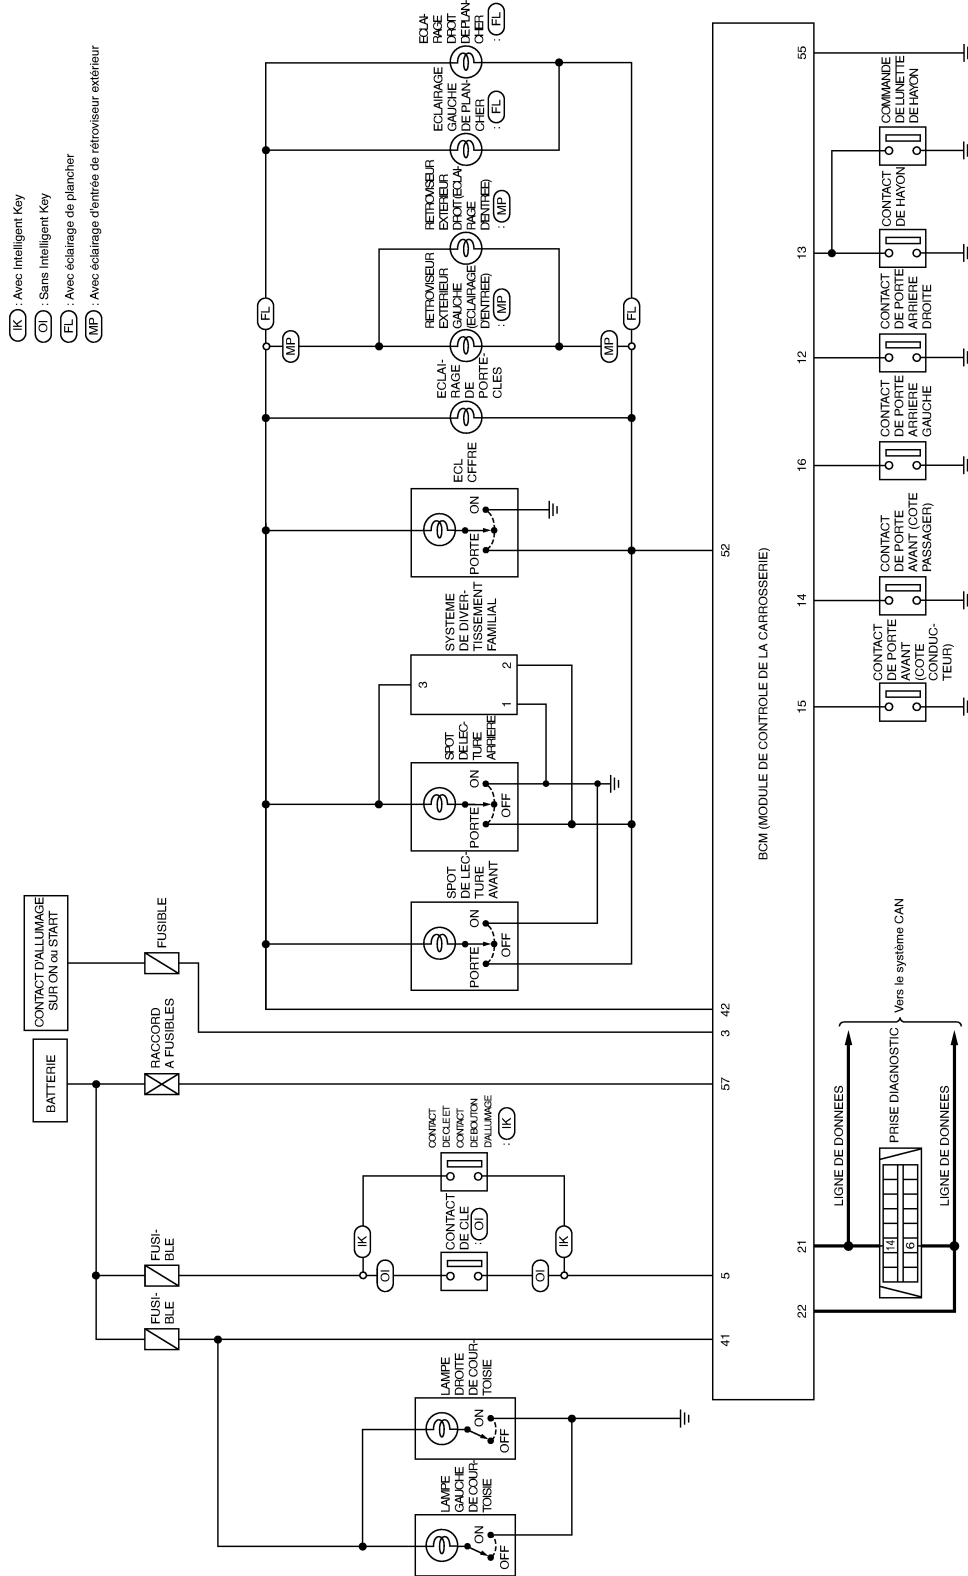 IK : Avec Intelligent Key
OI : Sans Intelligent Key
FL : Avec éclairage de plancher
MP : Avec éclairage d'entrée de rétroviseur extérieur
BATTERIE
CONTACT D'ALLUMAGE
SUR ON ou START
FUSI-
BLE
FUSI-
BLE
RACCORD
A FUSIBLES
FUSIBLE
LAMPE
GAUCHE
DE COUR-
TOISIE
ON
OFF
LAMPE
DROITE
DE COUR-
TOISIE
ON
OFF
IK
OI
CONTACT
DE CLE
: OI
OI
IK
CONTACT
DE CLE ET
CONTACT
DE BOUTON
D'ALLUMAGE
: IK
SPOT
DE LEC-
TURE
AVANT
PORTE
ON
OFF
SPOT
DE LEC-
TURE
ARRIERE
PORTE
ON
OFF
SYSTEME
DE DIVER-
TISSEMENT
FAMILIAL
3
1
2
ECL
CFFRE
PORTE
ON
ECLAI-
RAGE
DE
PORTE-
CLES
MP
FL
RETROVISEUR
EXTERIEUR
GAUCHE
(ECLAIRAGE
D'ENTREE)
: MP
RETROVISEUR
EXTERIEUR
DROIT (ECLAI-
RAGE
D'ENTREE)
: MP
MP
FL
ECLAIRAGE
GAUCHE
DE PLAN-
CHER
: FL
ECLAI-
RAGE
DROIT
DE PLAN-
CHER
: FL
41
5
57
3
42
52
BCM (MODULE DE CONTROLE DE LA CARROSSERIE)
22
21
15
14
16
12
13
55
LIGNE DE DONNEES
14
6
PRISE DIAGNOSTIC
LIGNE DE DONNEES
Vers le système CAN
CONTACT
DE PORTE
AVANT
(COTE
CONDUC-
TEUR)
CONTACT
DE PORTE
AVANT (COTE
PASSAGER)
CONTACT
DE PORTE
ARRIERE
GAUCHE
CONTACT
DE PORTE
ARRIERE
DROITE
CONTACT
DE HAYON
COMMANDE
DE LUNETTE
DE HAYON